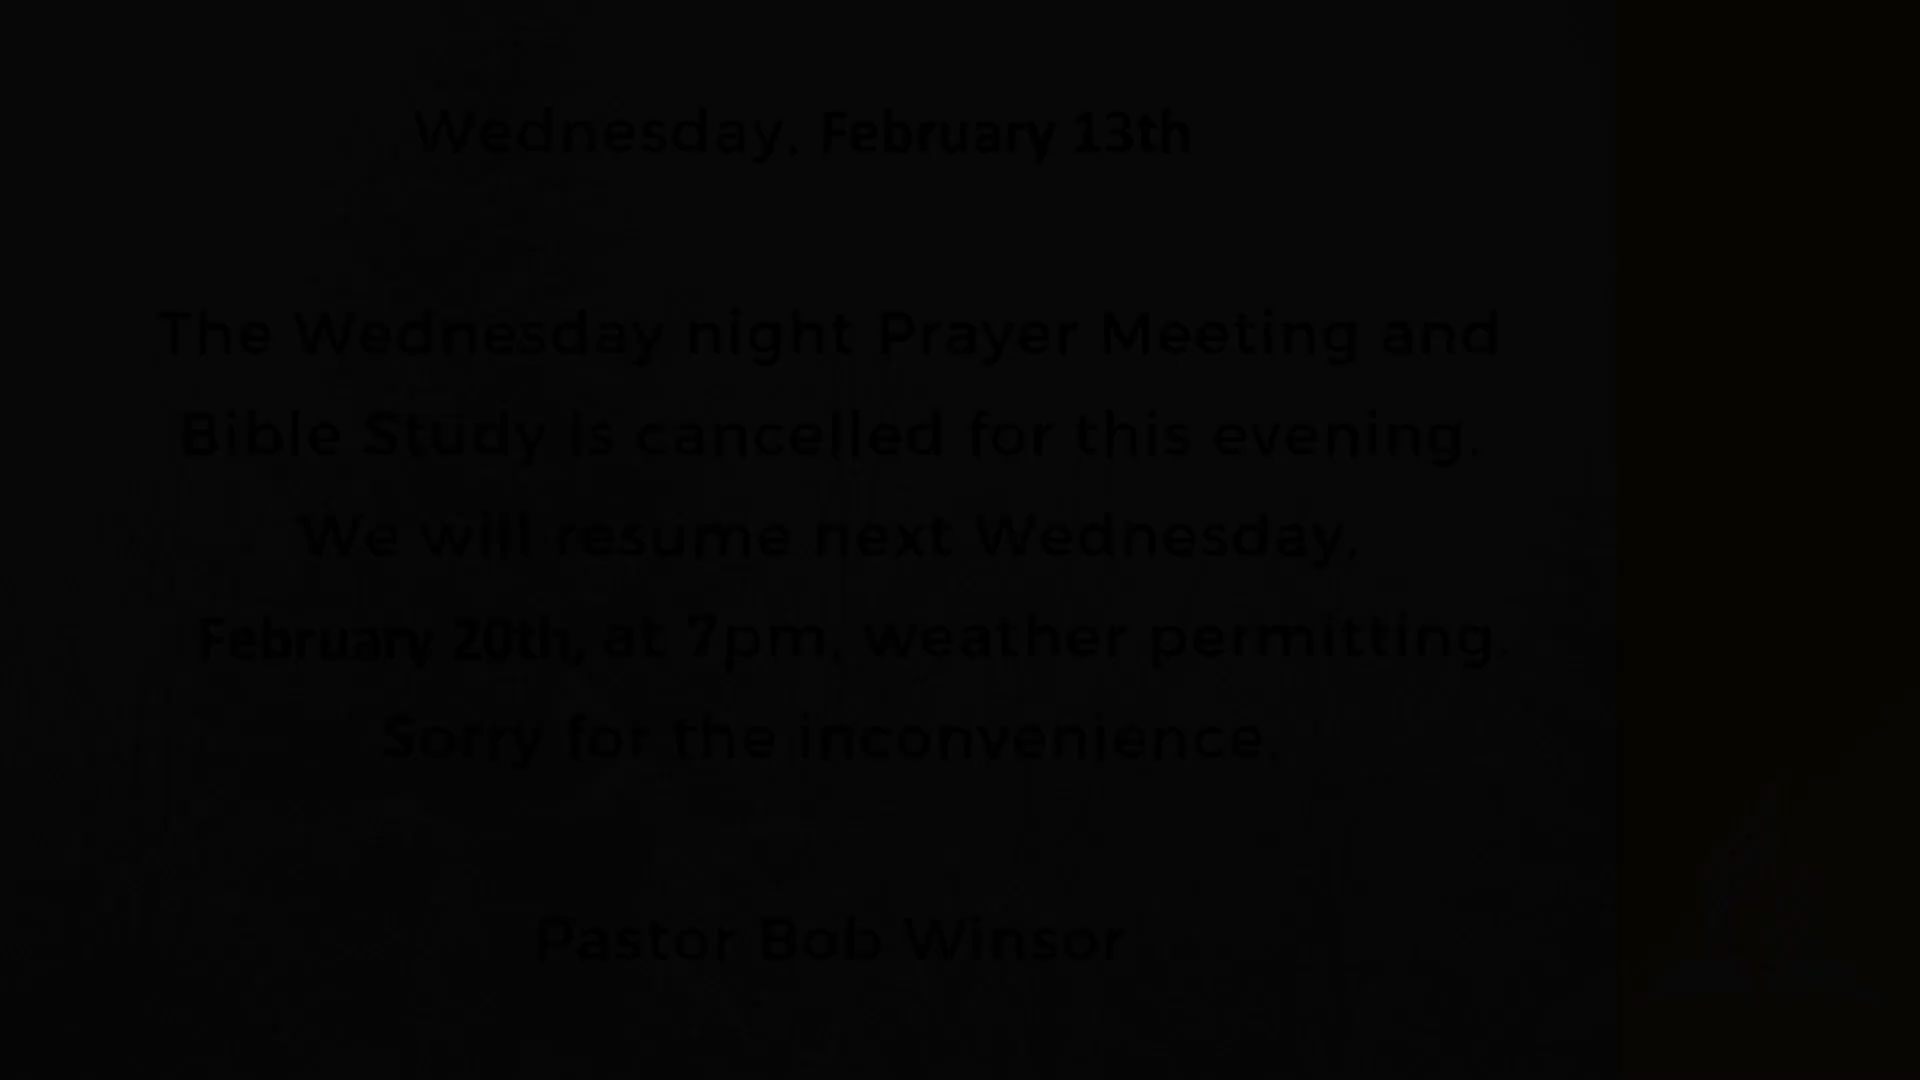 Wednesday, February 13th
The Wednesday night Prayer Meeting and
Bible Study is cancelled for this evening.
We will resume next Wednesday,
February 20th, at 7pm, weather permitting.
Sorry for the inconvenience.
Pastor Bob Winsor